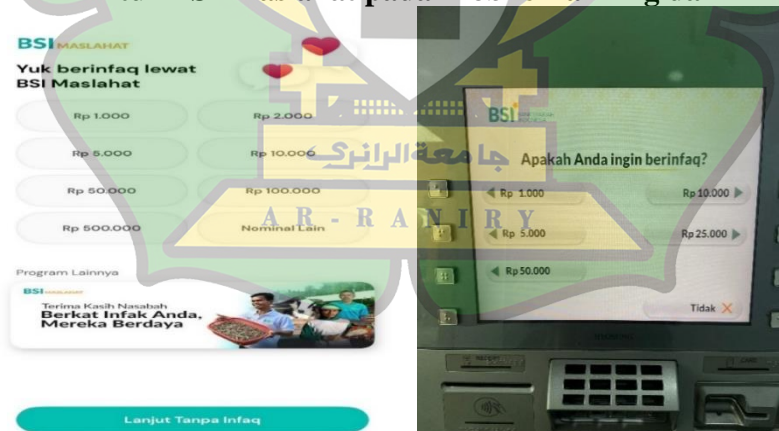 BSI MASLAHAT
Yuk berinfaq lewat
BSI Maslahat
Rp 1.000
Rp 2.000
Rp 5.000
Rp 10.000
Rp 50.000
Rp 100.000
Rp 500.000
Nominal Lain
Program Lainnya
BSI
Terima Kasih Nasabah
Berkat Infak Anda,
Mereka Berdaya
Lanjut Tanpa Infaq
BSI
Apakah Anda ingin berinfaq?
Rp 1.000
Rp 10.000
Rp 5.000
Rp 25.000
Rp 50.000
Tidak
جامعة الرانري
AR-RANIRY